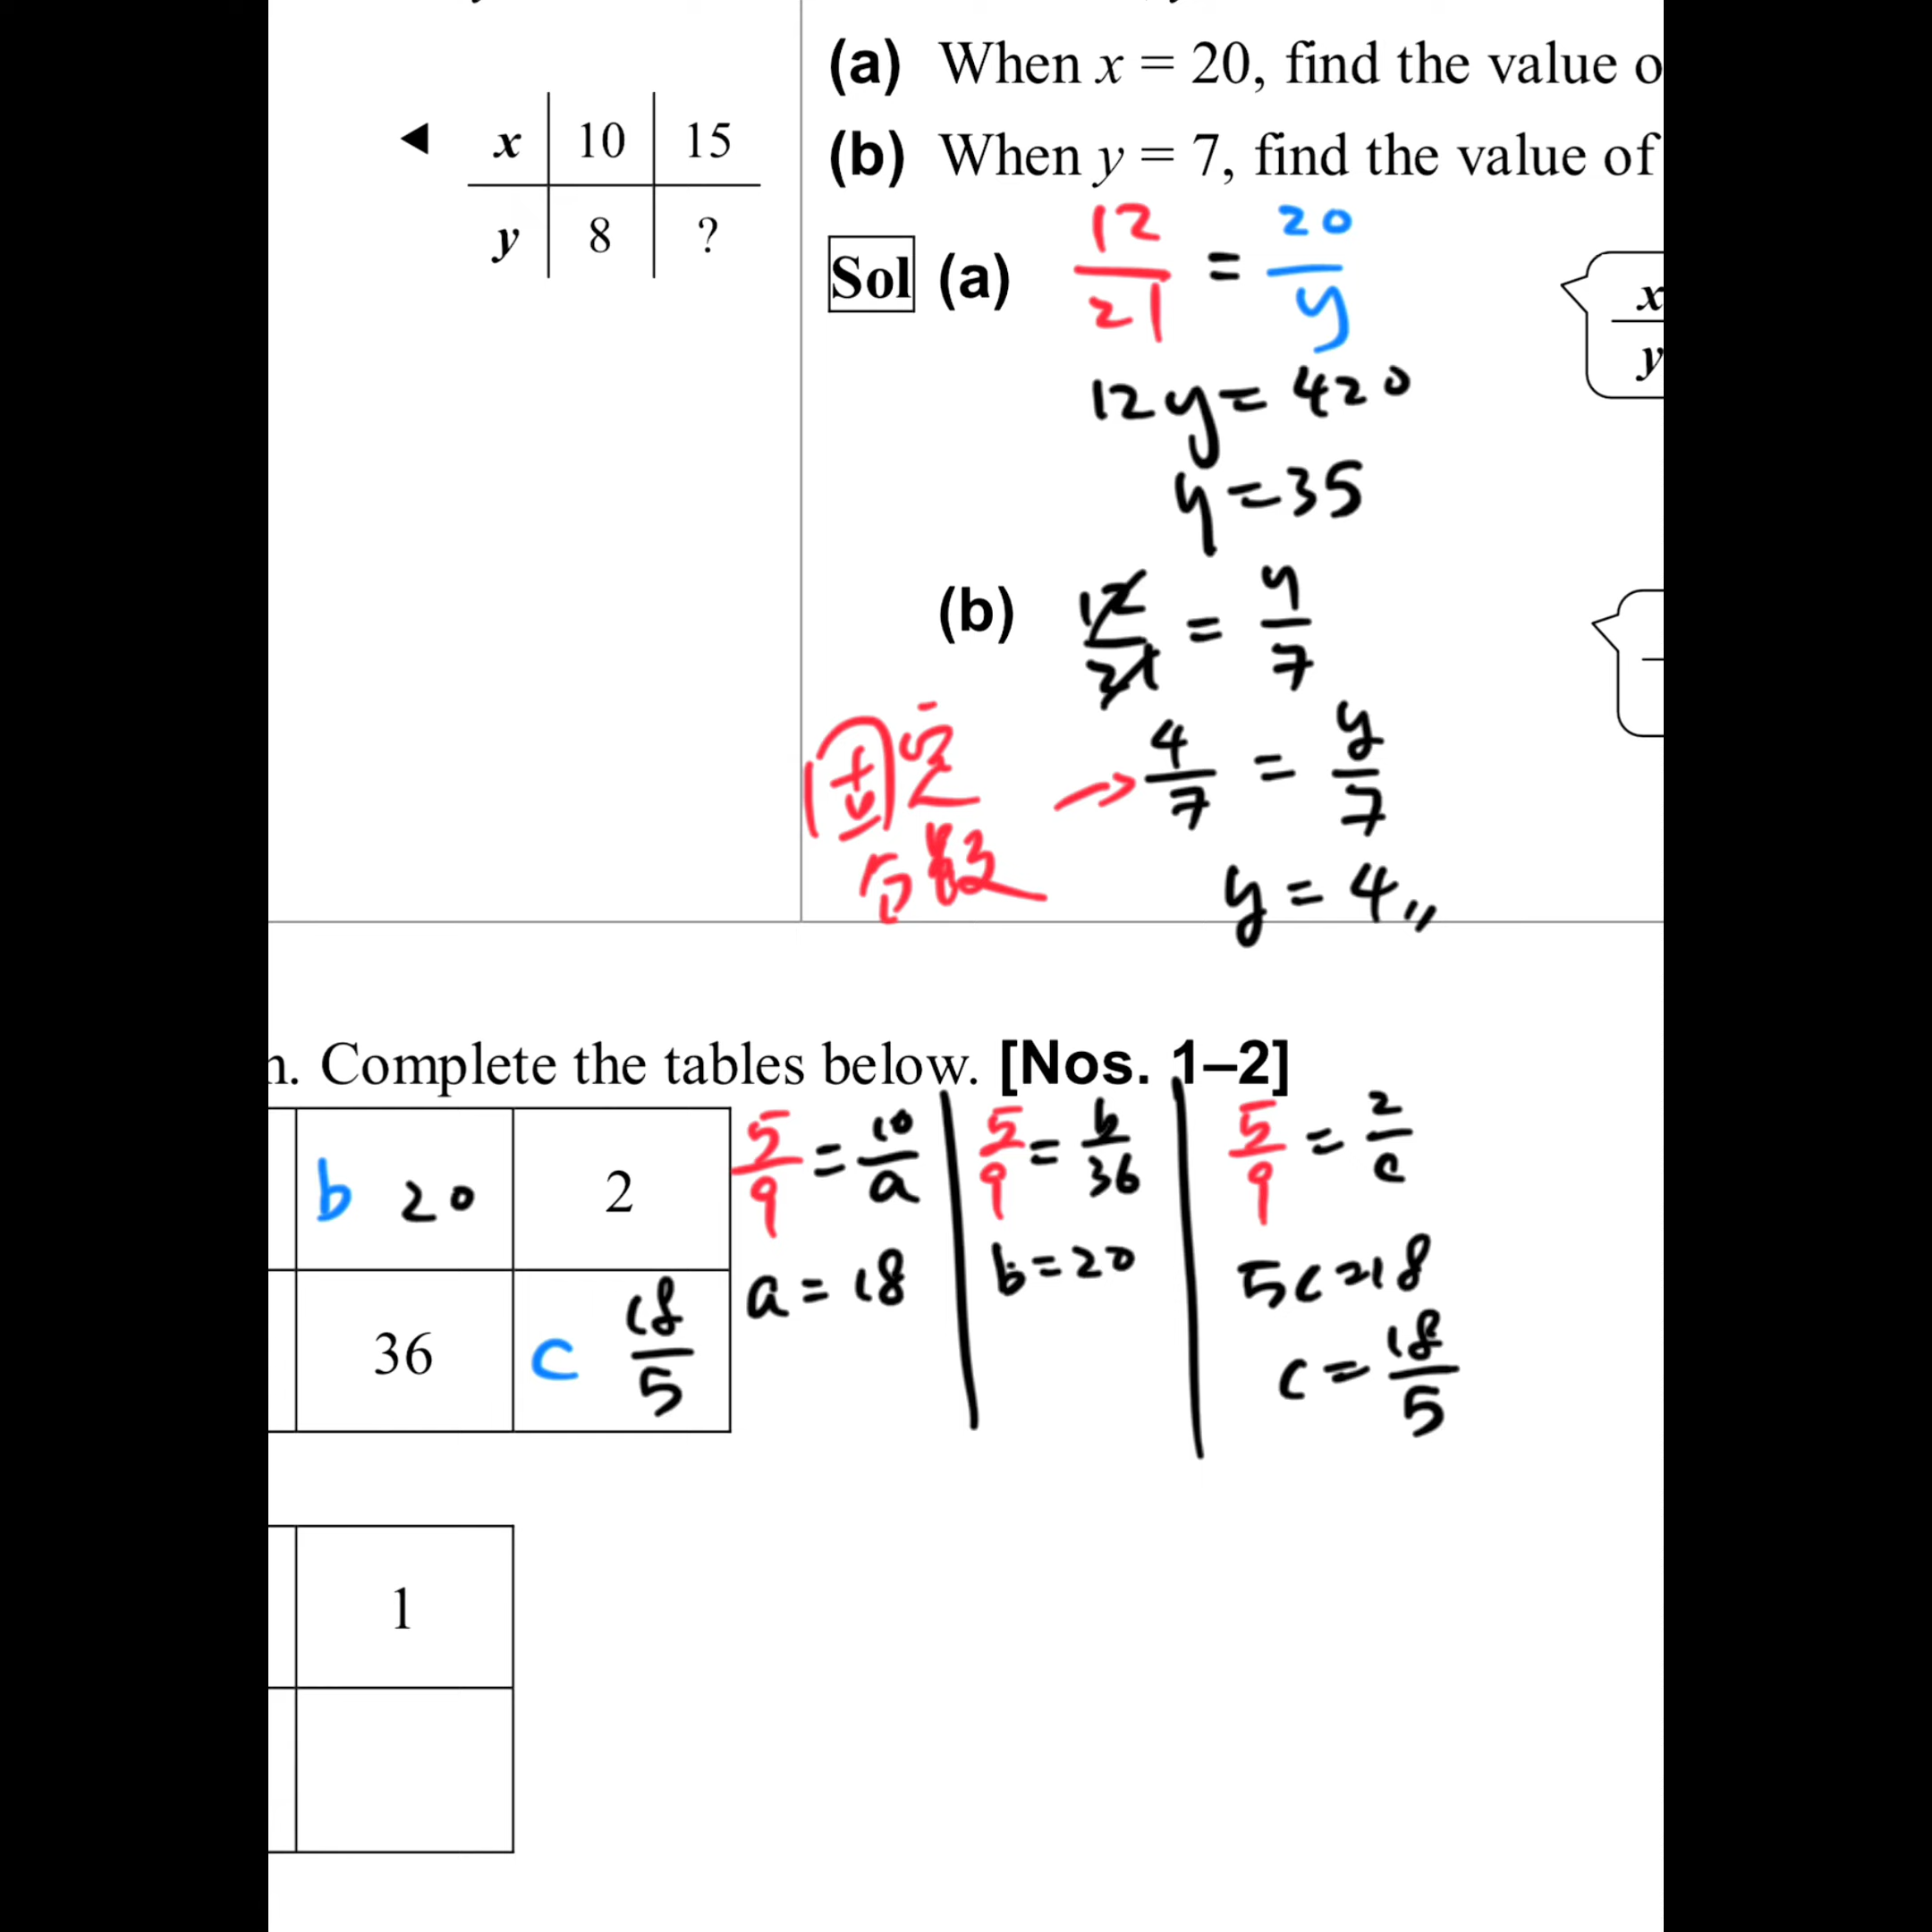 (a) When x = 20, find the value o
(b) When y = 7, find the value of
x 10 15
y 8 ?
Sol (a) 12/21 = 20/y
x/y
12y = 420
y = 35
(b) 12/21 = y/7
固定分数 → 4/7 = y/7
y = 4
n. Complete the tables below. [Nos. 1–2]
b 20 2
36 c 18/5
5/9 = 10/a
a = 18
5/9 = b/36
b = 20
5/9 = 2/c
5c = 18
c = 18/5
1